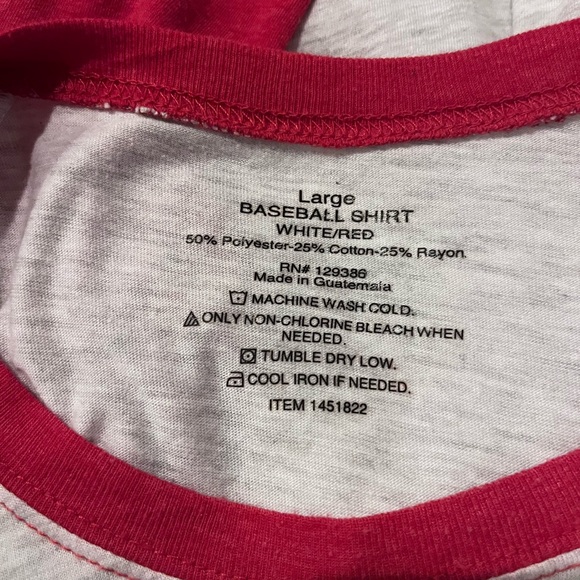 Large
BASEBALL SHIRT
WHITE/RED
50% Polyester-25% Cotton-25% Rayon.
RN# 129386
Made in Guatemala
MACHINE WASH COLD.
ONLY NON-CHLORINE BLEACH WHEN
NEEDED.
TUMBLE DRY LOW.
COOL IRON IF NEEDED.
ITEM 1451822